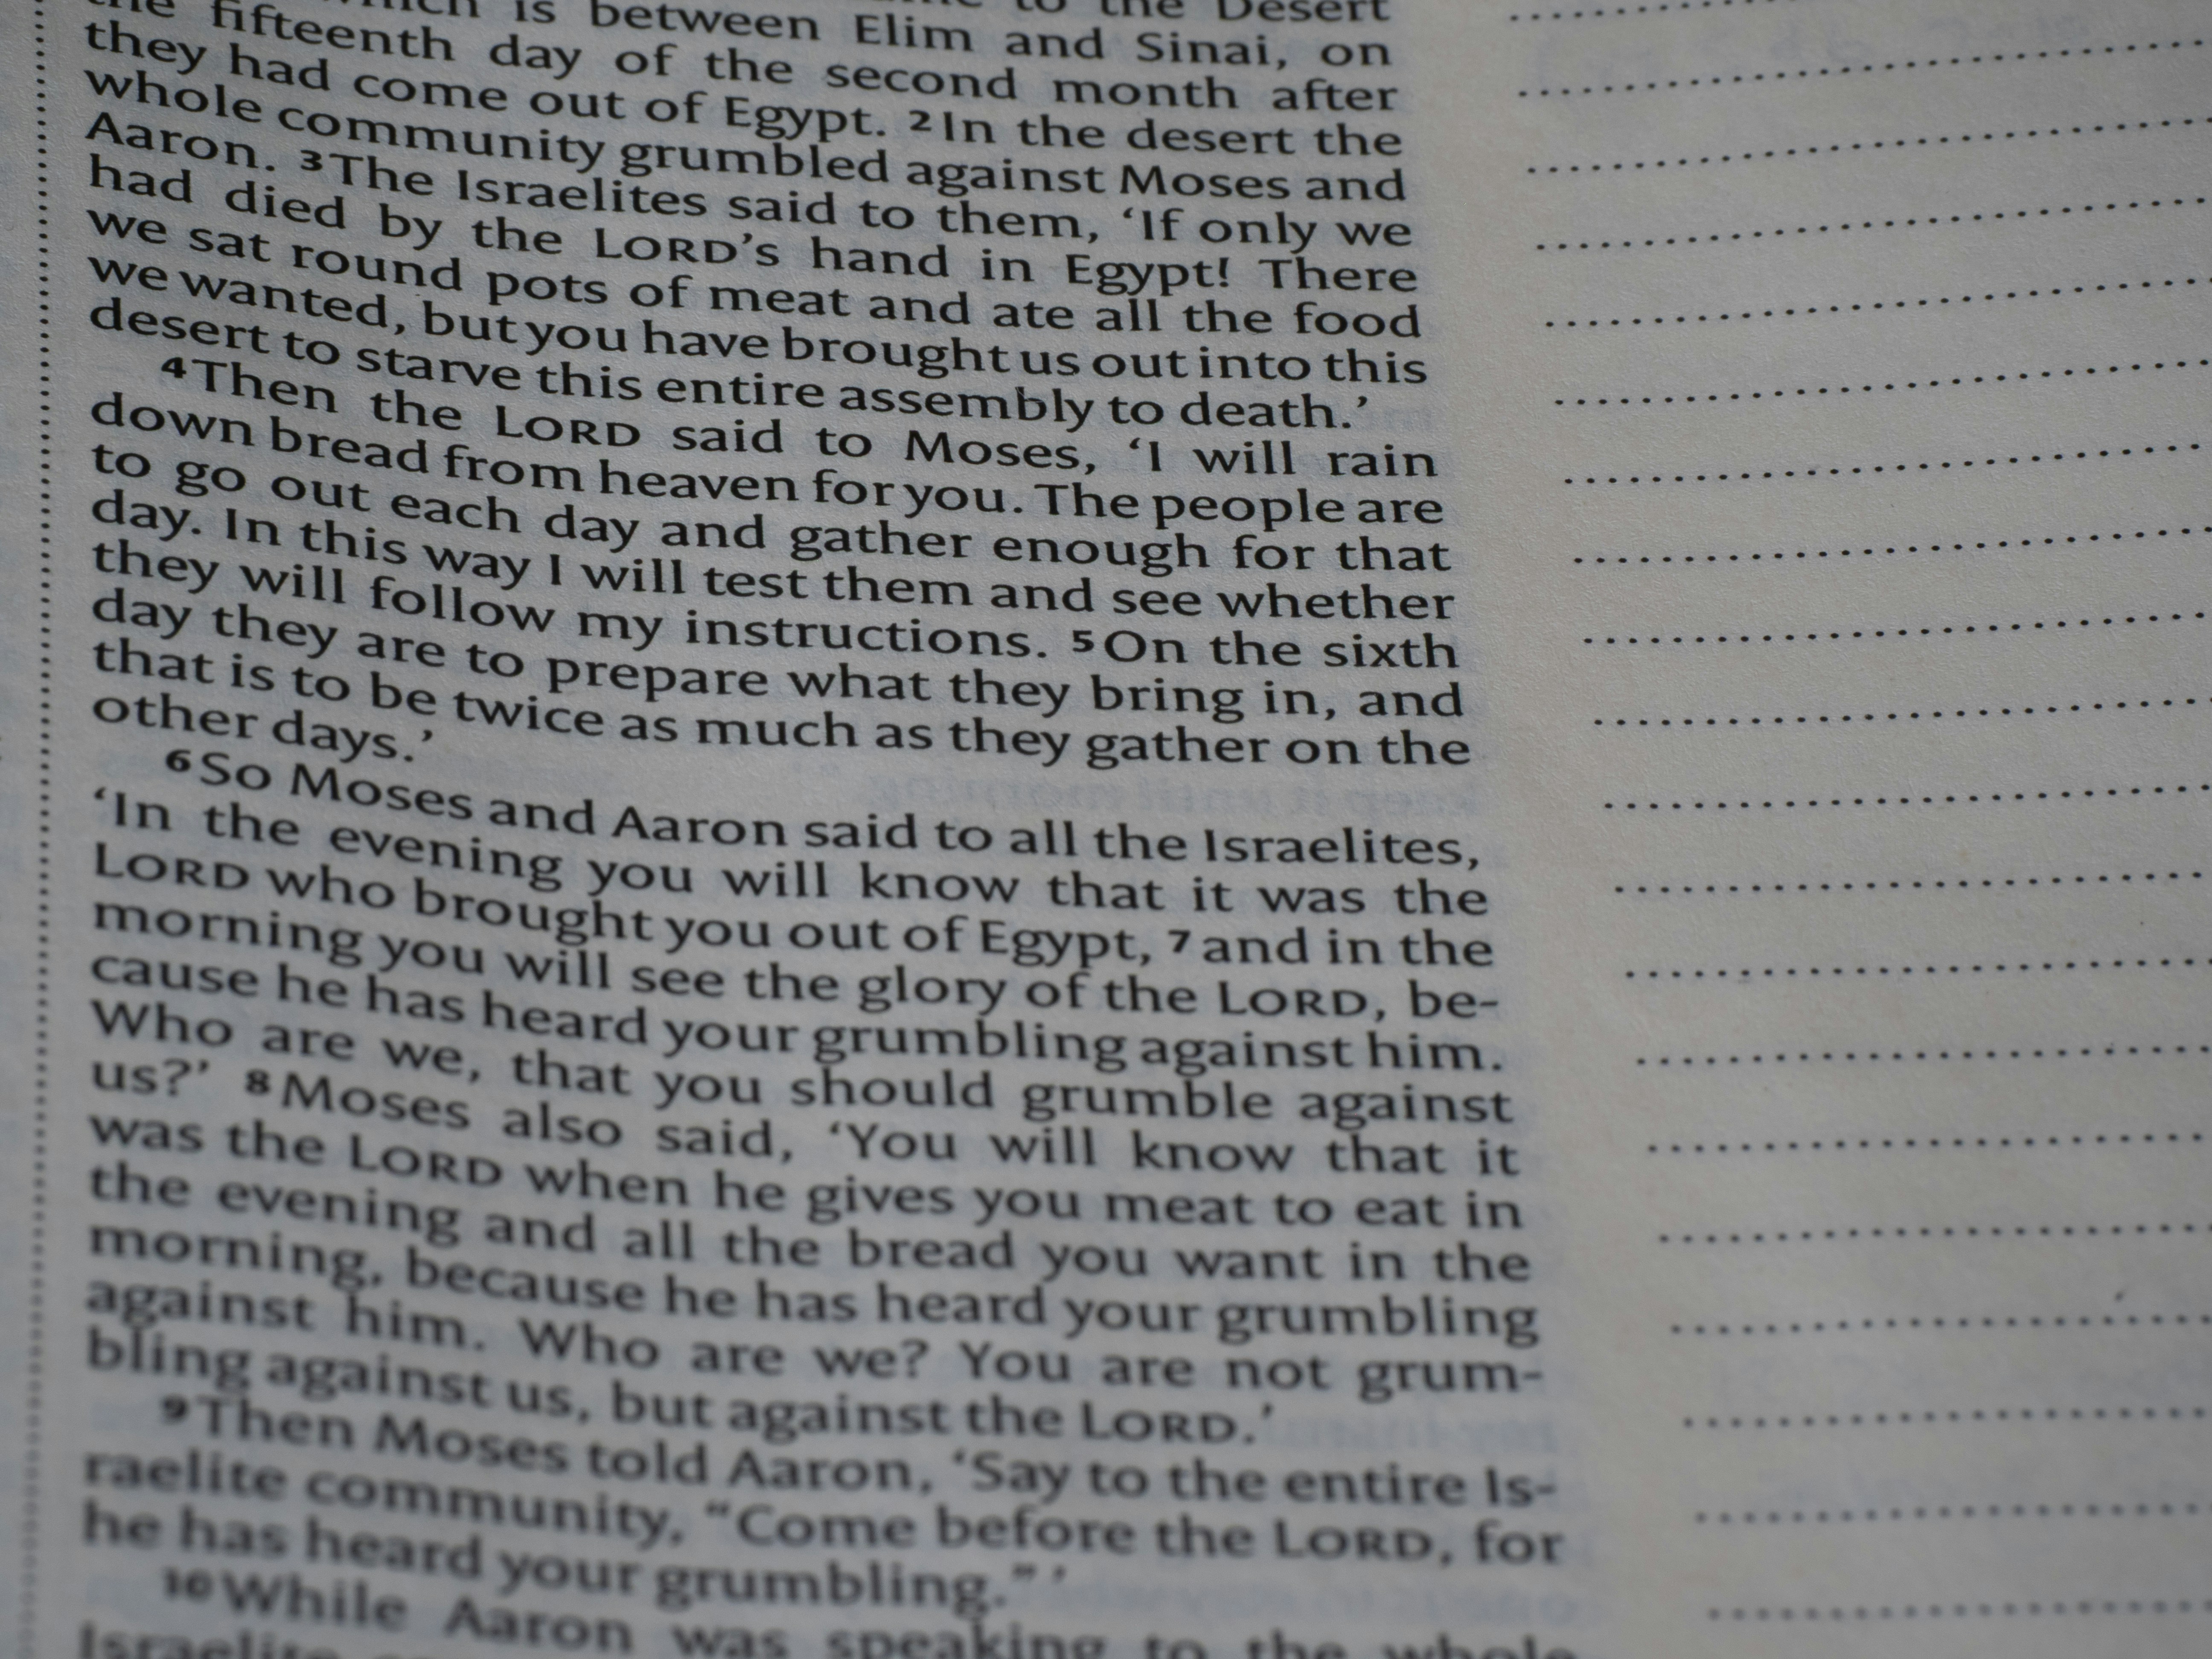 to the Desert
which is between Elim and Sinai, on
the fifteenth day of the second month after
they had come out of Egypt. 2 In the desert the
whole community grumbled against Moses and
Aaron. 3 The Israelites said to them, ‘If only we
had died by the LORD’s hand in Egypt! There
we sat round pots of meat and ate all the food
we wanted, but you have brought us out into this
desert to starve this entire assembly to death.’
4 Then the LORD said to Moses, ‘I will rain
down bread from heaven for you. The people are
to go out each day and gather enough for that
day. In this way I will test them and see whether
they will follow my instructions. 5 On the sixth
day they are to prepare what they bring in, and
that is to be twice as much as they gather on the
other days.’
6 So Moses and Aaron said to all the Israelites,
‘In the evening you will know that it was the
LORD who brought you out of Egypt, 7 and in the
morning you will see the glory of the LORD, be-
cause he has heard your grumbling against him.
Who are we, that you should grumble against
us?’ 8 Moses also said, ‘You will know that it
was the LORD when he gives you meat to eat in
the evening and all the bread you want in the
morning, because he has heard your grumbling
against him. Who are we? You are not grum-
bling against us, but against the LORD.’
9 Then Moses told Aaron, ‘Say to the entire Is-
raelite community, “Come before the LORD, for
he has heard your grumbling.” ’
10 While Aaron was speaking to the whole
Israelite